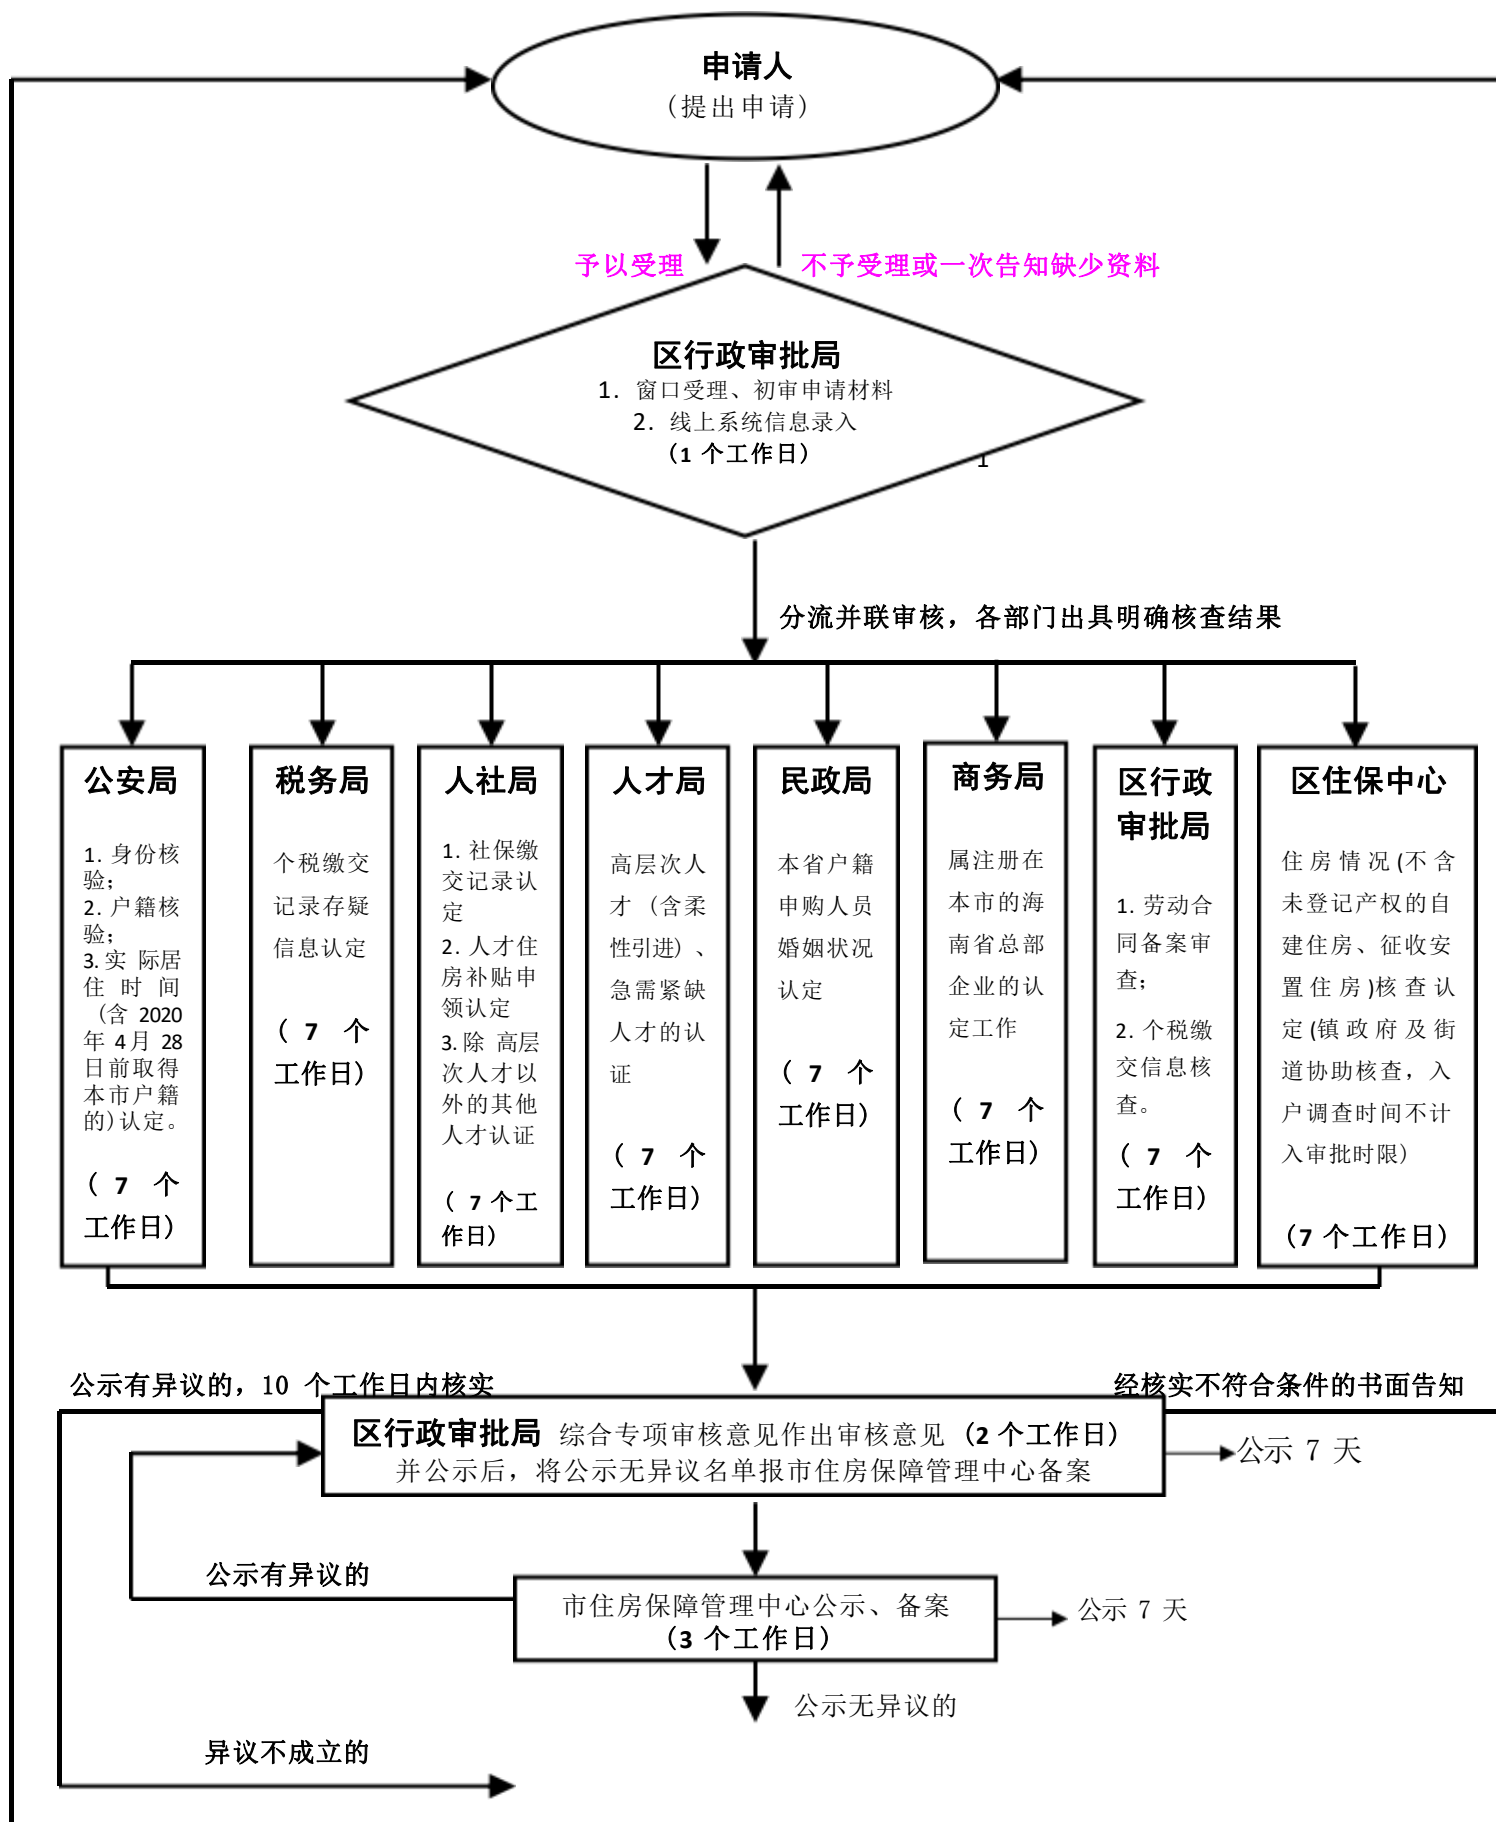 申请人
（提出申请）
予以受理
不予受理或一次告知缺少资料
区行政审批局
1. 窗口受理、初审申请材料
2. 线上系统信息录入
（1 个工作日）
1
分流并联审核，各部门出具明确核查结果
公安局
1. 身份核
验；
2. 户籍核
验；
3. 实 际居
住 时 间
（含 2020
年 4 月 28
日前取得
本市户籍
的）认定。
（ 7 个
工作日）
税务局
个税缴交
记录存疑
信息认定
（ 7 个
工作日）
人社局
1. 社保缴
交记录认
定
2. 人才住
房补贴申
领认定
3. 除 高层
次人才以
外的其他
人才认证
（ 7 个工
作日）
人才局
高层次人
才（含柔
性引进）、
急需紧缺
人才的认
证
（ 7 个
工作日）
民政局
本省户籍
申购人员
婚姻状况
认定
（ 7 个
工作日）
商务局
属注册在
本市的海
南省总部
企业的认
定工作
（ 7 个
工作日）
区行政
审批局
1. 劳动合
同备案审
查；
2. 个税缴
交信息核
查。
（ 7 个
工作日）
区住保中心
住房情况(不含
未登记产权的自
建住房、征收安
置住房)核查认
定(镇政府及街
道协助核查，入
户调查时间不计
入审批时限）
（7 个工作日）
公示有异议的，10 个工作日内核实
经核实不符合条件的书面告知
区行政审批局 综合专项审核意见作出审核意见（2 个工作日）
并公示后，将公示无异议名单报市住房保障管理中心备案
公示 7 天
公示有异议的
市住房保障管理中心公示、备案
（3 个工作日）
公示 7 天
公示无异议的
异议不成立的